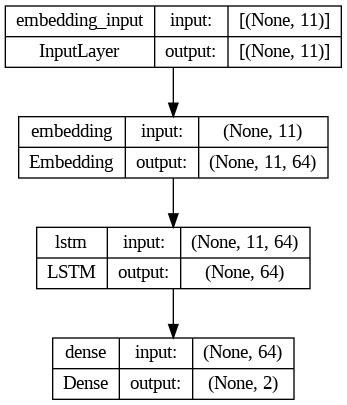 embedding_input input: [(None, 11)]
InputLayer output: [(None, 11)]
embedding input: (None, 11)
Embedding output: (None, 11, 64)
lstm input: (None, 11, 64)
LSTM output: (None, 64)
dense input: (None, 64)
Dense output: (None, 2)